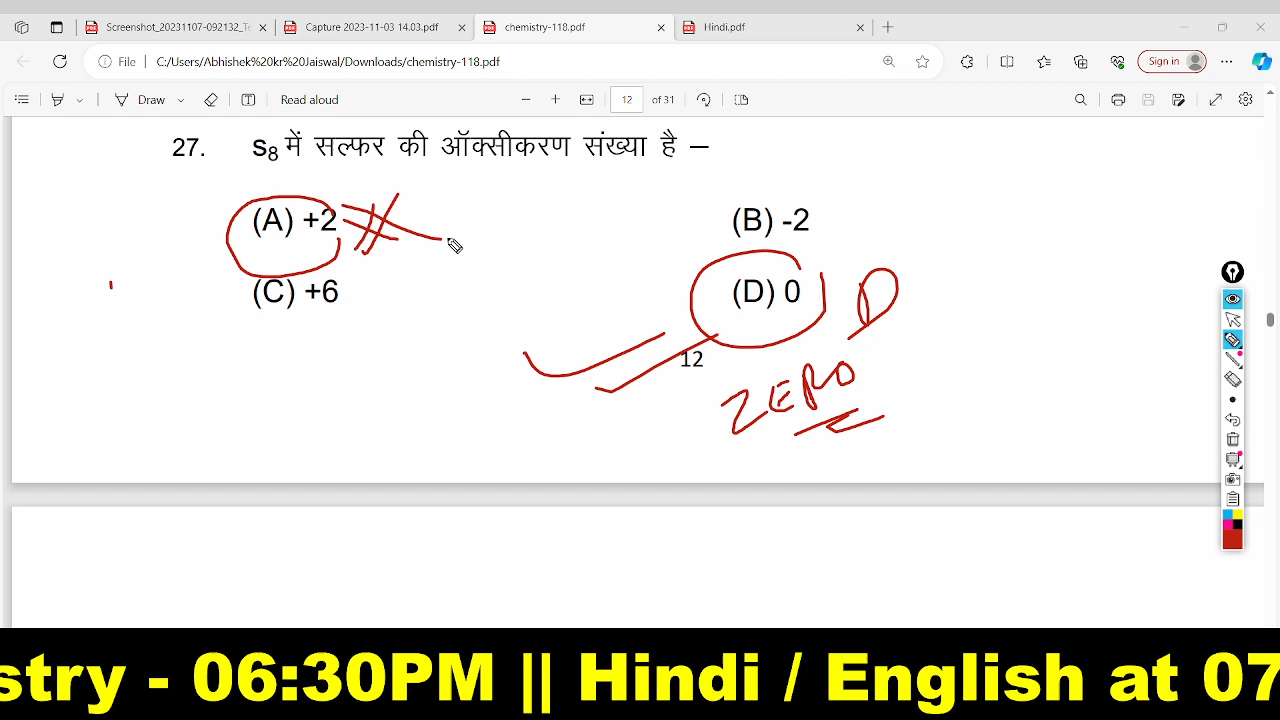 Screenshot_20231107-092132_Te
Capture 2023-11-03 14.03.pdf
chemistry-118.pdf
Hindi.pdf
File
C:/Users/Abhishek%20kr%20Jaiswal/Downloads/chemistry-118.pdf
Sign in
Draw
Read aloud
12
of 31
27. S8 में सल्फर की ऑक्सीकरण संख्या है –
(A) +2
(B) -2
(C) +6
(D) 0
D
12
ZERO
stry - 06:30PM || Hindi / English at 07